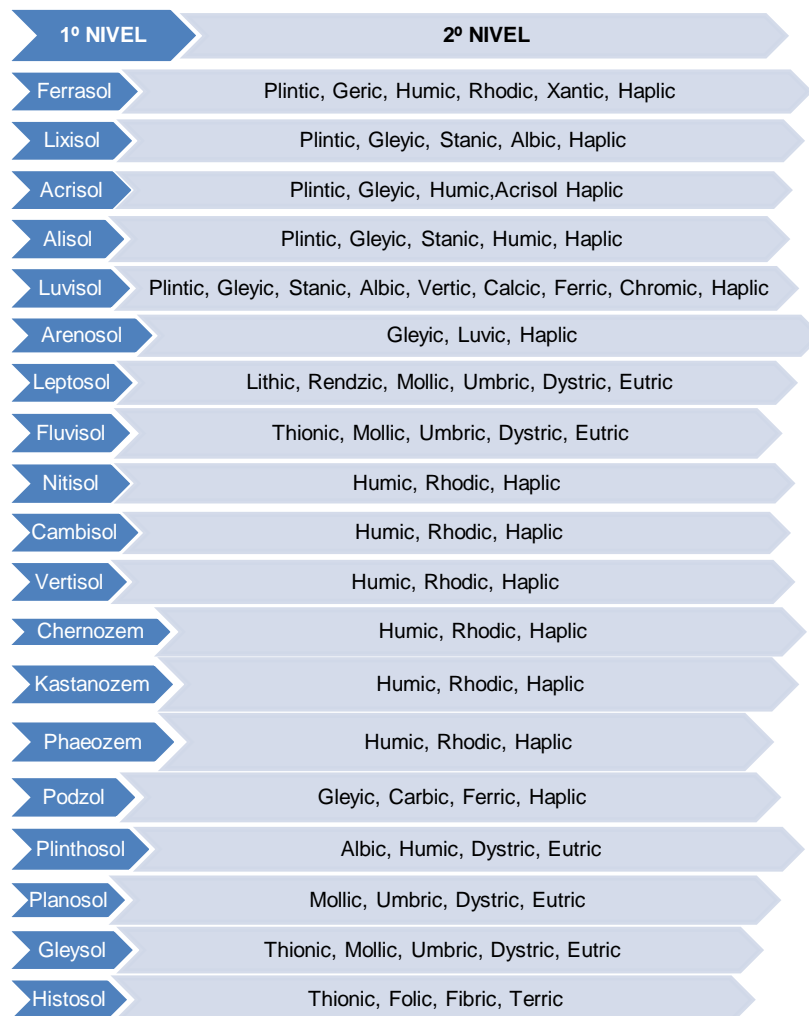 1º NIVEL 2º NIVEL
Ferrasol Plintic, Geric, Humic, Rhodic, Xantic, Haplic
Lixisol Plintic, Gleyic, Stanic, Albic, Haplic
Acrisol Plintic, Gleyic, Humic,Acrisol Haplic
Alisol Plintic, Gleyic, Stanic, Humic, Haplic
Luvisol Plintic, Gleyic, Stanic, Albic, Vertic, Calcic, Ferric, Chromic, Haplic
Arenosol Gleyic, Luvic, Haplic
Leptosol Lithic, Rendzic, Mollic, Umbric, Dystric, Eutric
Fluvisol Thionic, Mollic, Umbric, Dystric, Eutric
Nitisol Humic, Rhodic, Haplic
Cambisol Humic, Rhodic, Haplic
Vertisol Humic, Rhodic, Haplic
Chernozem Humic, Rhodic, Haplic
Kastanozem Humic, Rhodic, Haplic
Phaeozem Humic, Rhodic, Haplic
Podzol Gleyic, Carbic, Ferric, Haplic
Plinthosol Albic, Humic, Dystric, Eutric
Planosol Mollic, Umbric, Dystric, Eutric
Gleysol Thionic, Mollic, Umbric, Dystric, Eutric
Histosol Thionic, Folic, Fibric, Terric